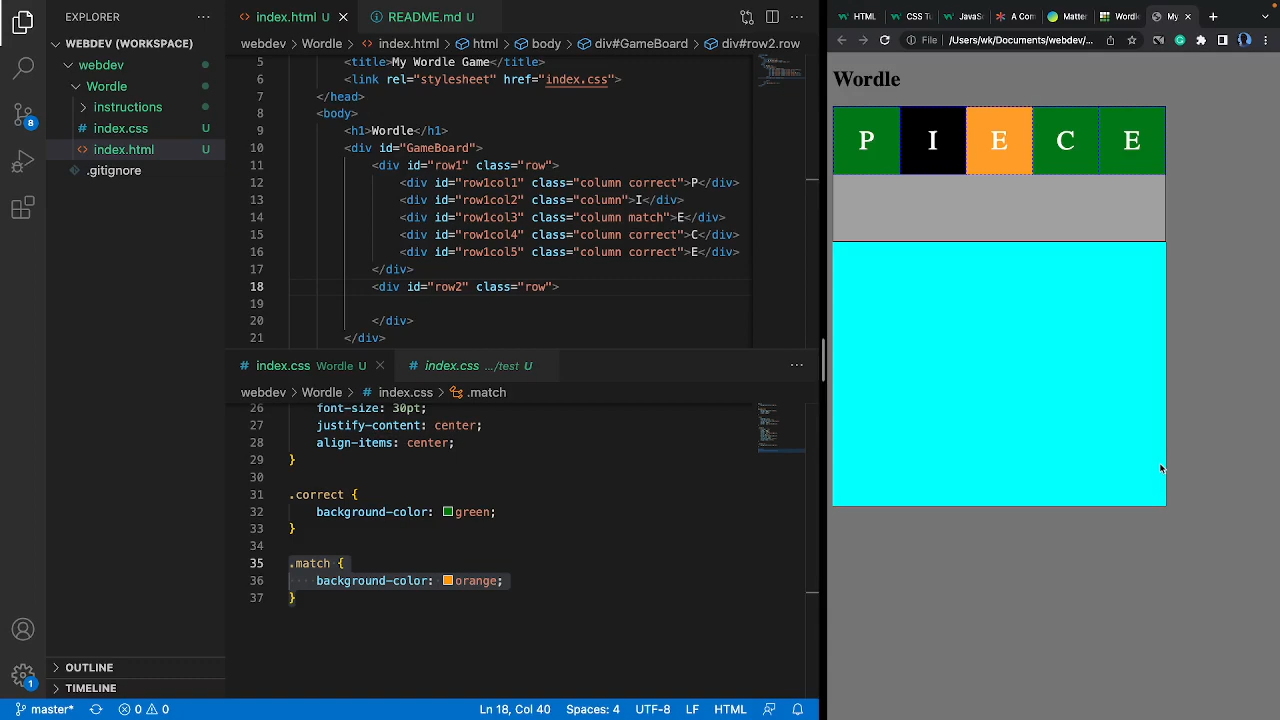 EXPLORER
WEBDEV (WORKSPACE)
webdev
Wordle
instructions
index.css U
index.html U
.gitignore
OUTLINE
TIMELINE
8
1
index.html U
README.md U
webdev > Wordle > index.html > html > body > div#GameBoard > div#row2.row
5 <title>My Wordle Game</title>
6 <link rel="stylesheet" href="index.css">
7 </head>
8 <body>
9 <h1>Wordle</h1>
10 <div id="GameBoard">
11 <div id="row1" class="row">
12 <div id="row1col1" class="column correct">P</div>
13 <div id="row1col2" class="column">I</div>
14 <div id="row1col3" class="column match">E</div>
15 <div id="row1col4" class="column correct">C</div>
16 <div id="row1col5" class="column correct">E</div>
17 </div>
18 <div id="row2" class="row">
19
20 </div>
21 </div>
index.css Wordle U
index.css .../test U
webdev > Wordle > index.css > .match
26 font-size: 30pt;
27 justify-content: center;
28 align-items: center;
29 }
30
31 .correct {
32 background-color: green;
33 }
34
35 .match {
36 background-color: orange;
37 }
master* 0 0 Ln 18, Col 40 Spaces: 4 UTF-8 LF HTML
HTML CSS Tu JavaSc A Com Matter Wordle My
File /Users/wk/Documents/webdev/
Wordle
P I E C E